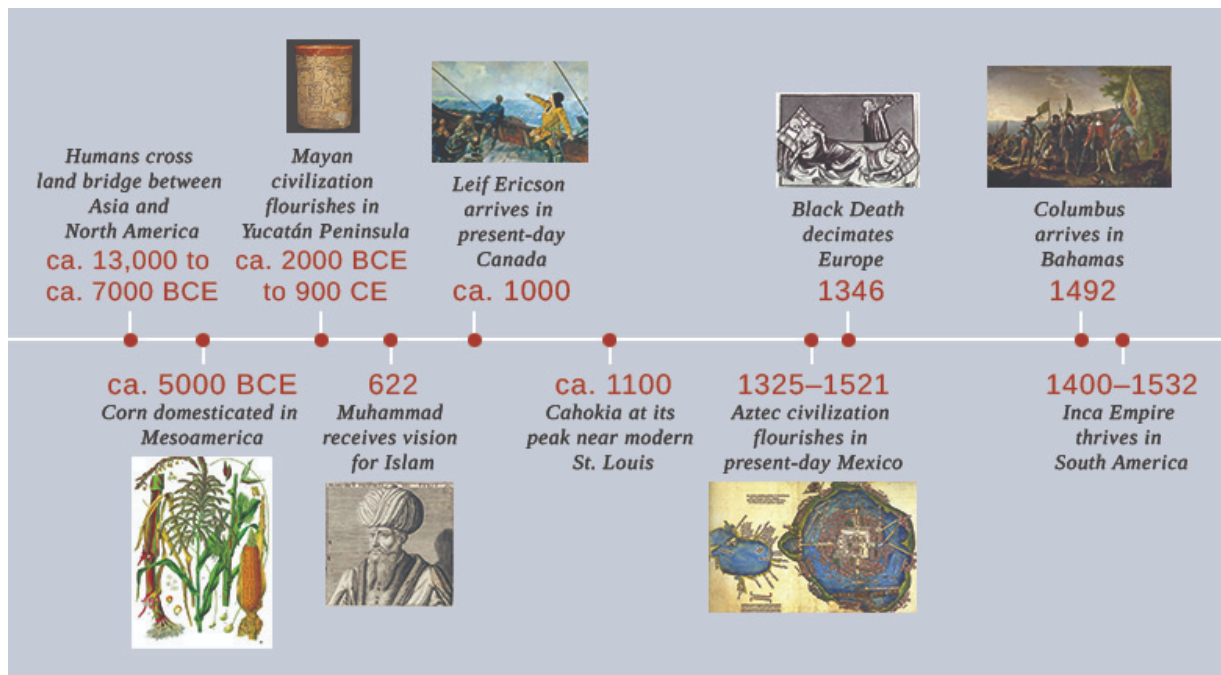 Humans cross
land bridge between
Asia and
North America
ca. 13,000 to
ca. 7000 BCE
ca. 5000 BCE
Corn domesticated in
Mesoamerica
Mayan
civilization
flourishes in
Yucatán Peninsula
ca. 2000 BCE
to 900 CE
622
Muhammad
receives vision
for Islam
Leif Ericson
arrives in
present-day
Canada
ca. 1000
ca. 1100
Cahokia at its
peak near modern
St. Louis
1325–1521
Aztec civilization
flourishes in
present-day Mexico
Black Death
decimates
Europe
1346
Columbus
arrives in
Bahamas
1492
1400–1532
Inca Empire
thrives in
South America